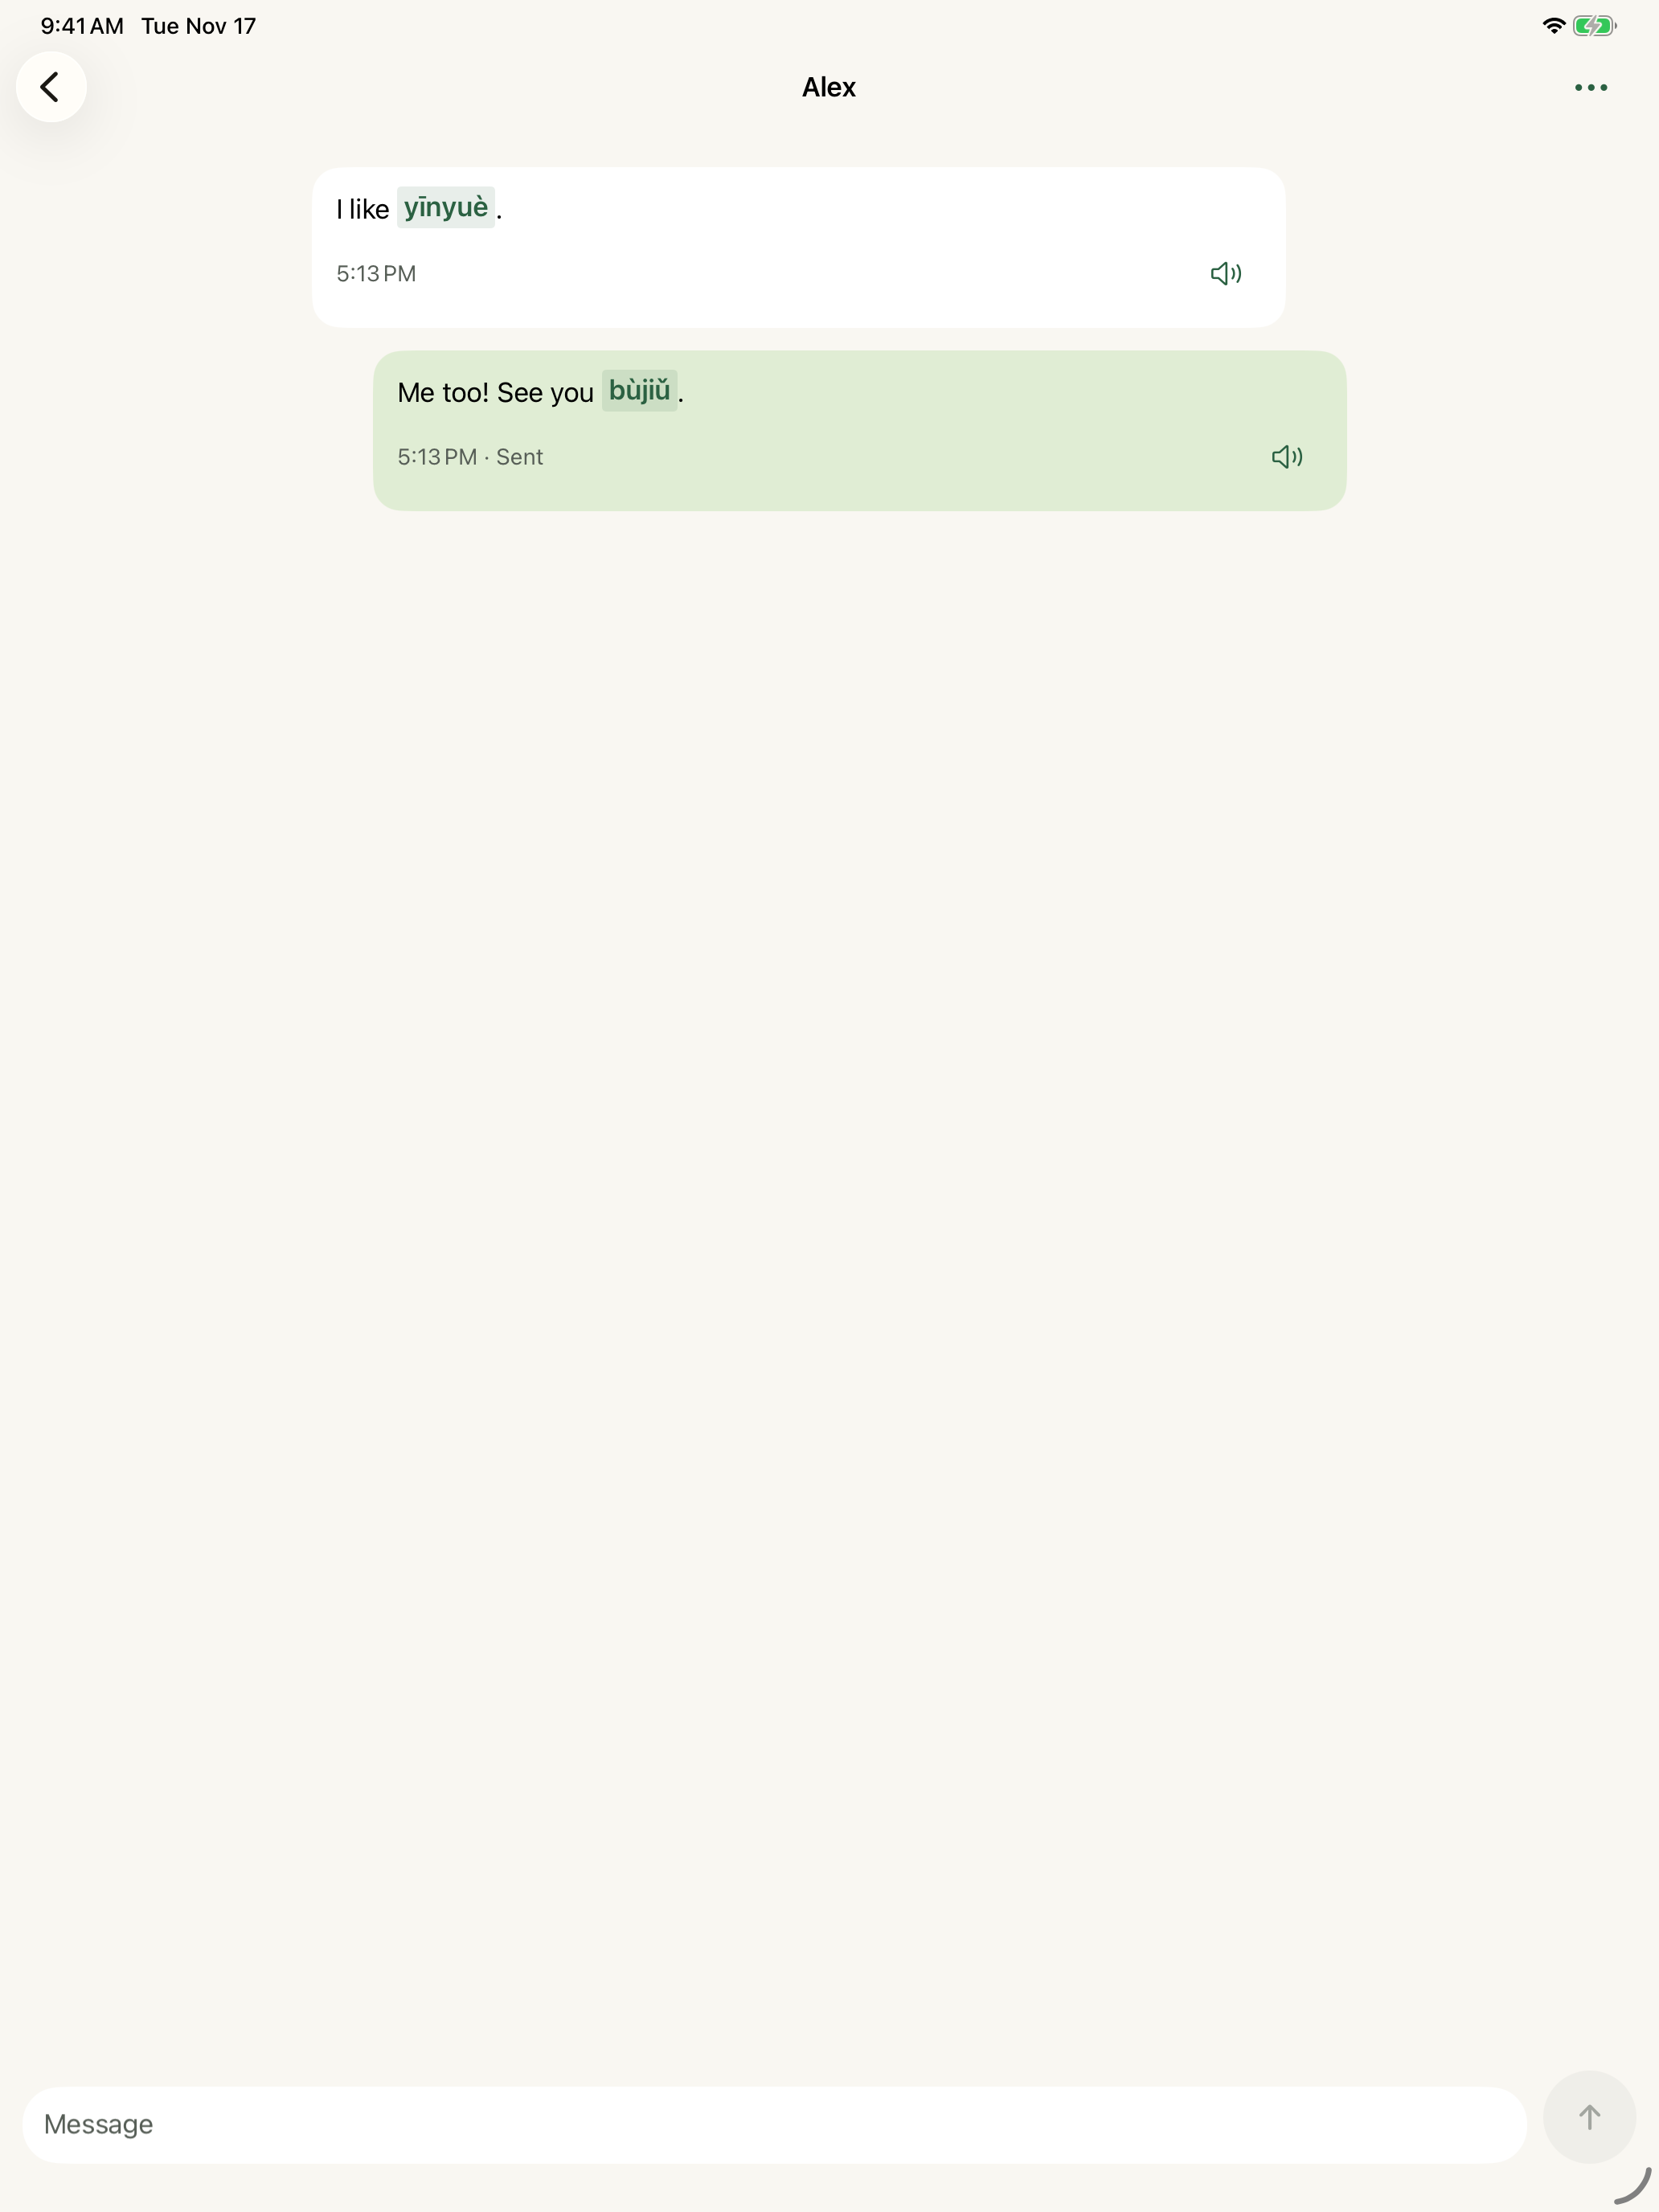 9:41 AM Tue Nov 17
Alex
I like yīnyuè.
5:13 PM
Me too! See you bùjiǔ.
5:13 PM · Sent
Message